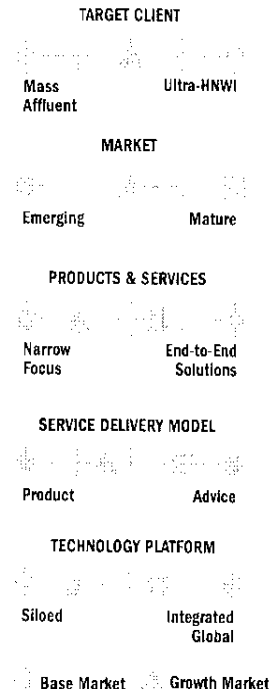 TARGET CLIENT
Mass
Affluent
Ultra-HNWI
MARKET
Emerging
Mature
PRODUCTS & SERVICES
Narrow
Focus
End-to-End
Solutions
SERVICE DELIVERY MODEL
Product
Advice
TECHNOLOGY PLATFORM
Siloed
Integrated
Global
Base Market
Growth Market